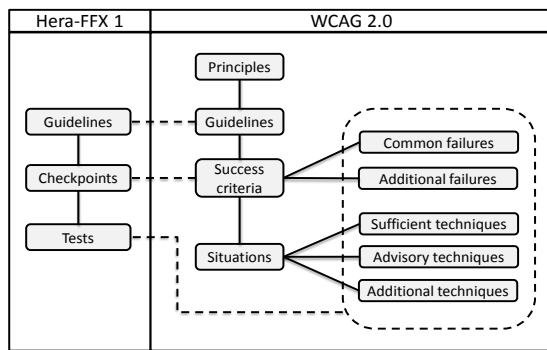 Hera-FFX 1
WCAG 2.0
Principles
Guidelines
Guidelines
Common failures
Checkpoints
Success
criteria
Additional failures
Tests
Sufficient techniques
Situations
Advisory techniques
Additional techniques